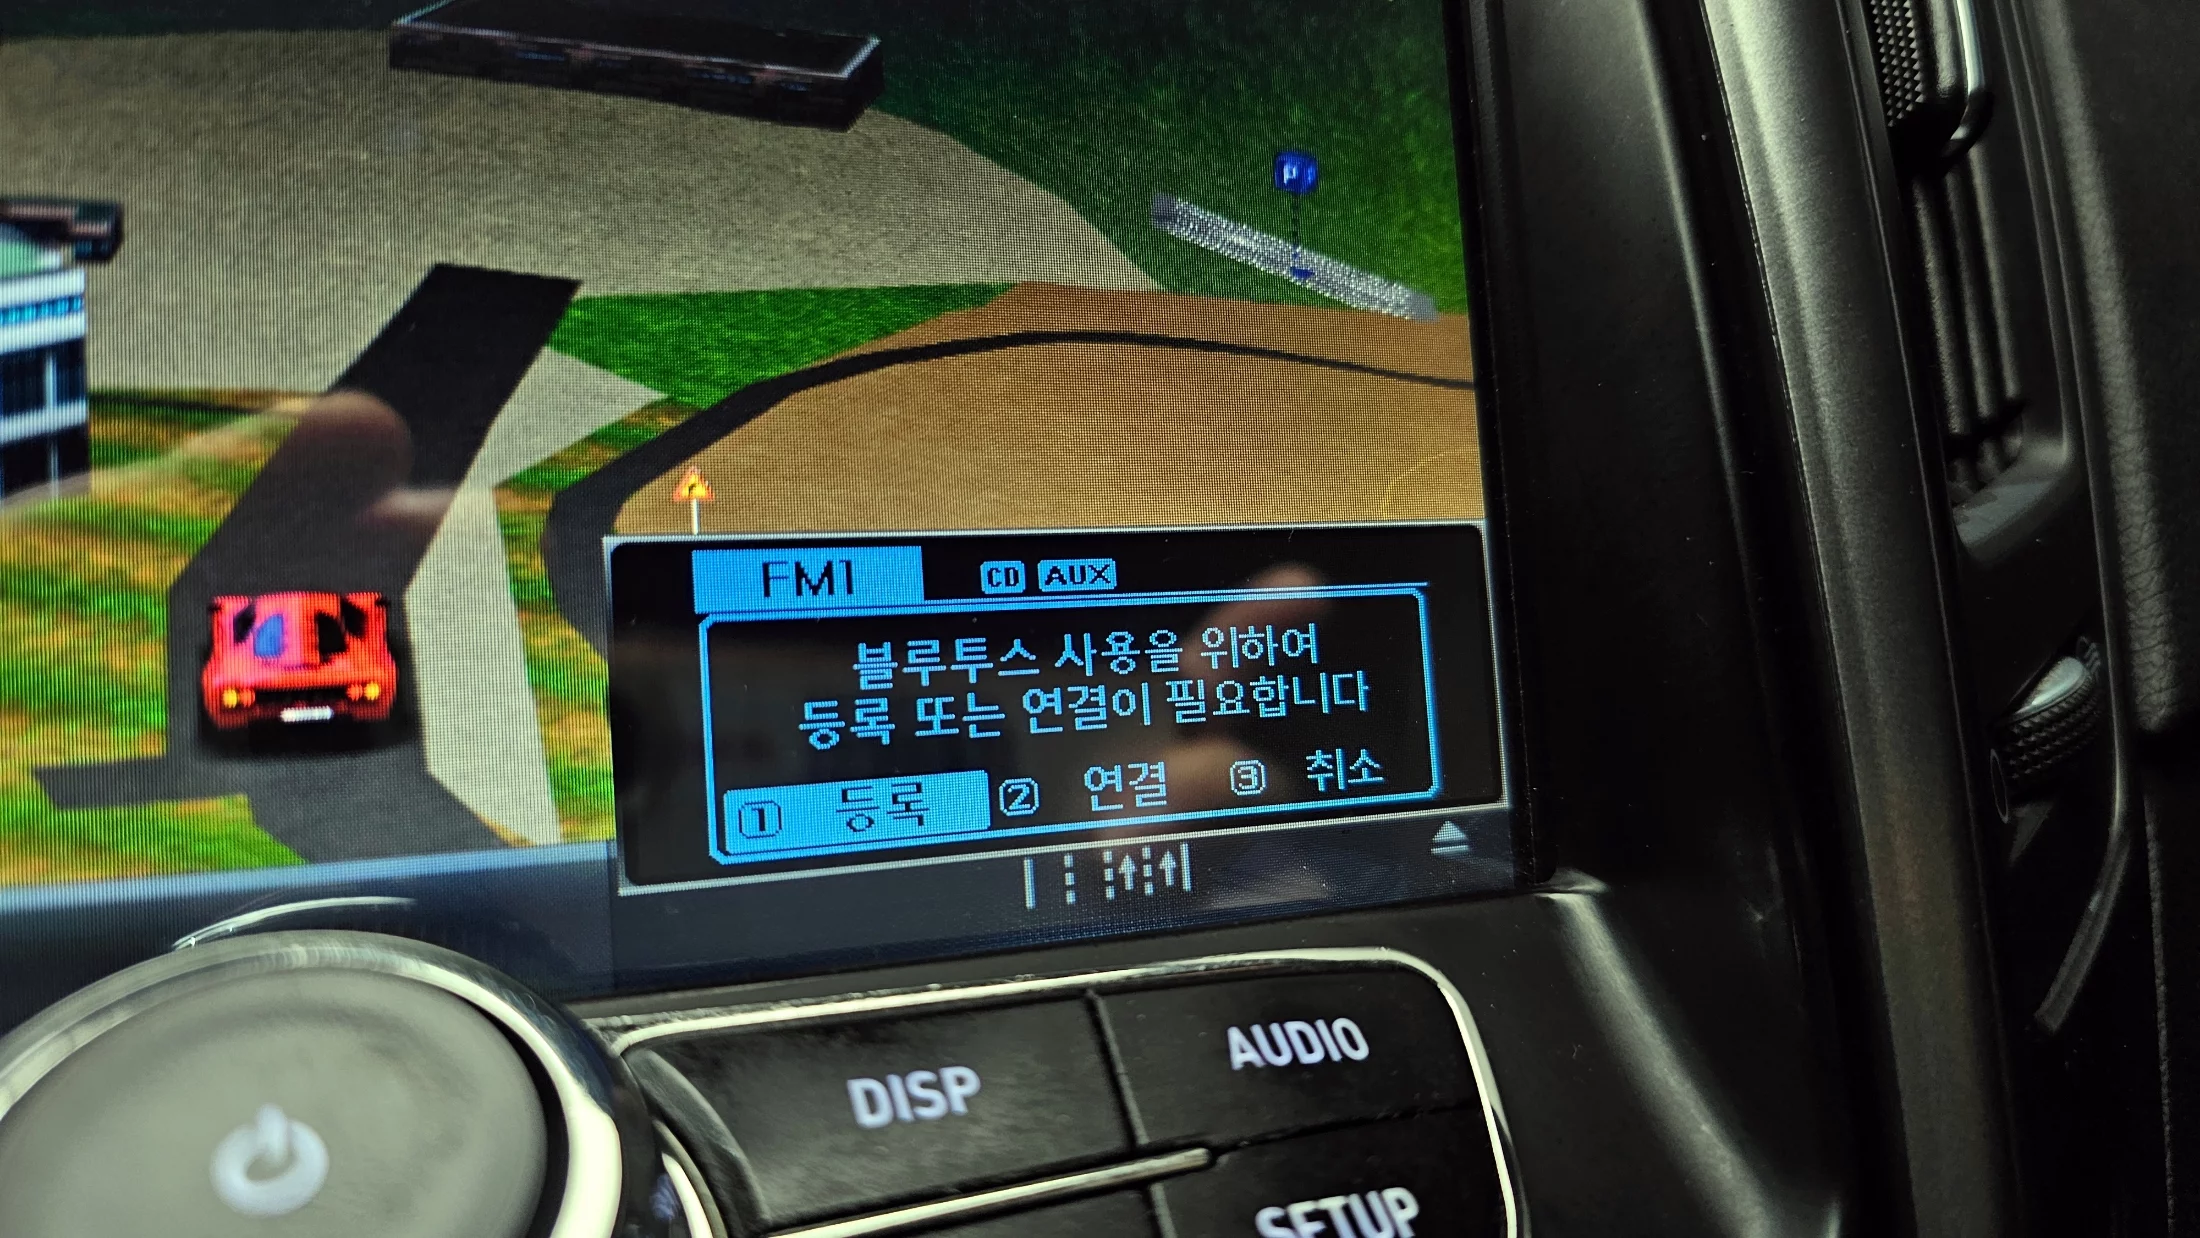 P
FM1 CD AUX
블루투스 사용을 위하여
등록 또는 연결이 필요합니다
1 등록 2 연결 3 취소
DISP
AUDIO
SETUP